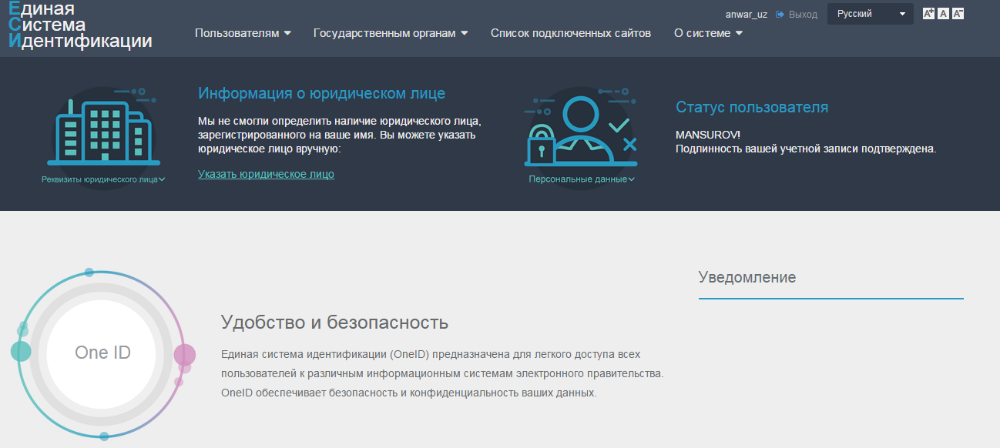 Единая
Система
Идентификации
anwar_uz Выход Русский A+ A A-
Пользователям Государственным органам Список подключенных сайтов О системе
Информация о юридическом лице
Мы не смогли определить наличие юридического лица,
зарегистрированного на ваше имя. Вы можете указать
юридическое лицо вручную:
Указать юридическое лицо
Реквизиты юридического лица
Статус пользователя
MANSUROV!
Подлинность вашей учетной записи подтверждена.
Персональные данные
One ID
Удобство и безопасность
Единая система идентификации (OneID) предназначена для легкого доступа всех
пользователей к различным информационным системам электронного правительства.
OneID обеспечивает безопасность и конфиденциальность ваших данных.
Уведомление